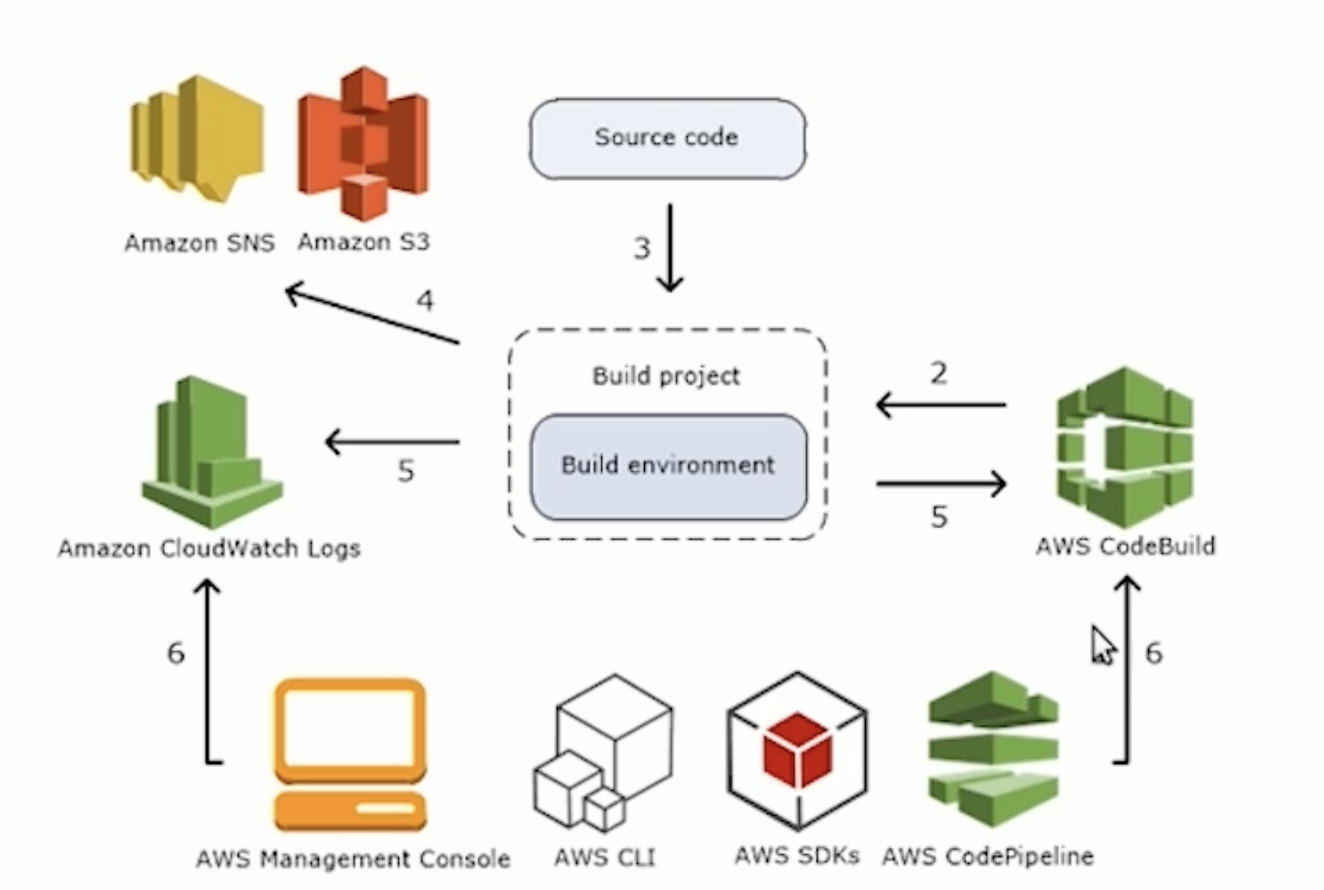 Source code
Amazon SNS
Amazon S3
3
4
Build project
Build environment
2
5
5
Amazon CloudWatch Logs
AWS CodeBuild
6
6
AWS Management Console
AWS CLI
AWS SDKs
AWS CodePipeline